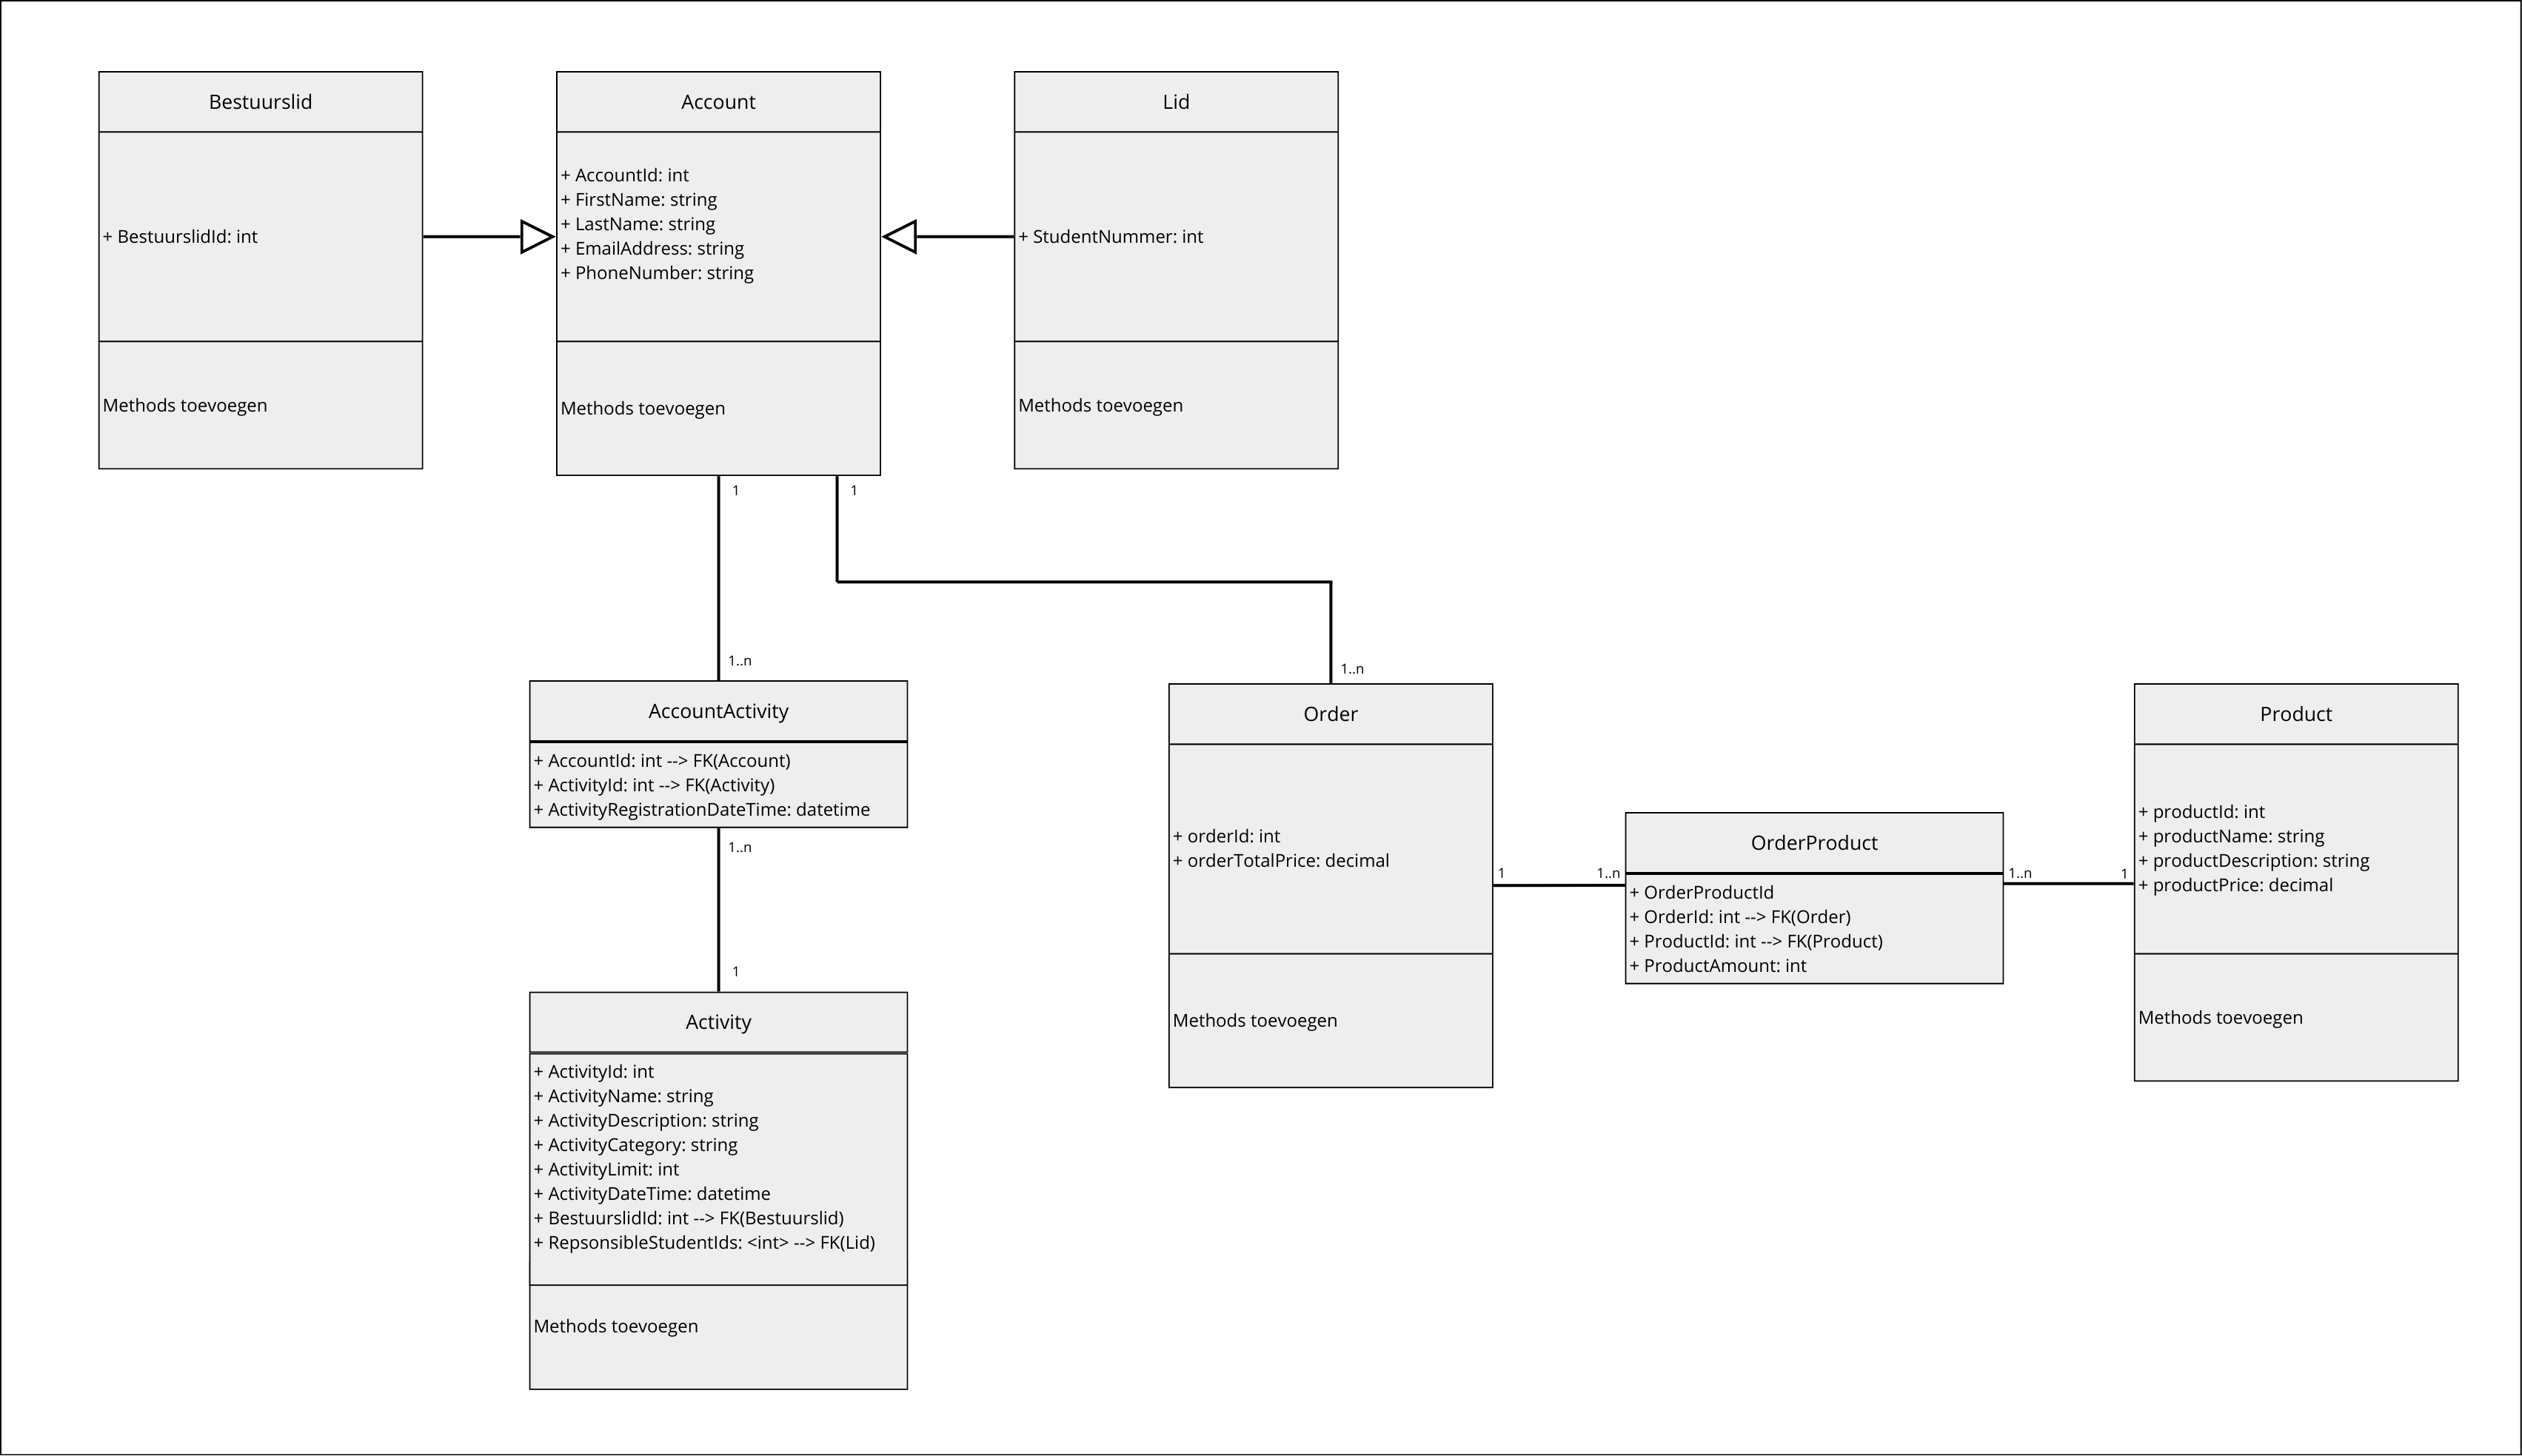 Bestuurslid
+ BestuurslidId: int
Methods toevoegen
Account
+ AccountId: int
+ FirstName: string
+ LastName: string
+ EmailAddress: string
+ PhoneNumber: string
Methods toevoegen
Lid
+ StudentNummer: int
Methods toevoegen
1
1
1..n
1..n
AccountActivity
+ AccountId: int --> FK(Account)
+ ActivityId: int --> FK(Activity)
+ ActivityRegistrationDateTime: datetime
1..n
1
Activity
+ ActivityId: int
+ ActivityName: string
+ ActivityDescription: string
+ ActivityCategory: string
+ ActivityLimit: int
+ ActivityDateTime: datetime
+ BestuurslidId: int --> FK(Bestuurslid)
+ RepsonsibleStudentIds: <int> --> FK(Lid)
Methods toevoegen
Order
+ orderId: int
+ orderTotalPrice: decimal
Methods toevoegen
1
1..n
OrderProduct
+ OrderProductId
+ OrderId: int --> FK(Order)
+ ProductId: int --> FK(Product)
+ ProductAmount: int
1..n
1
Product
+ productId: int
+ productName: string
+ productDescription: string
+ productPrice: decimal
Methods toevoegen